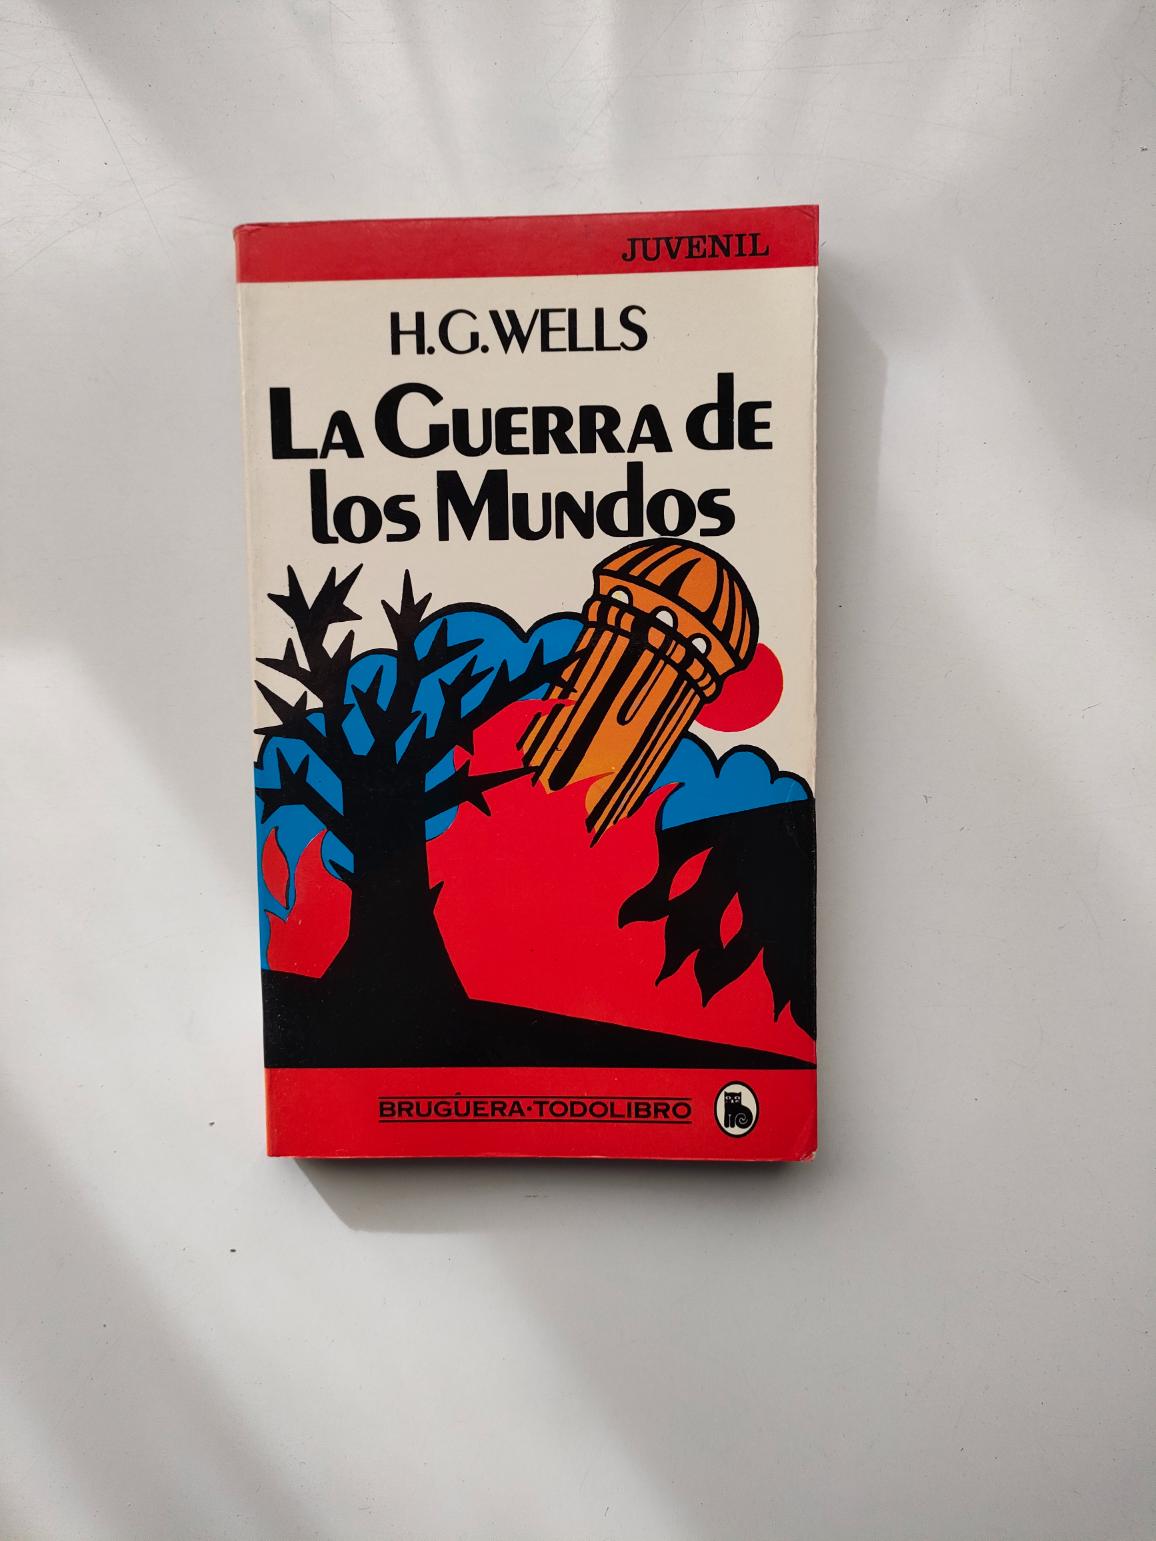 JUVENIL
H.G.WELLS
LA GUERRA de
los MUNdos
BRUGUERA·TODOLIBRO